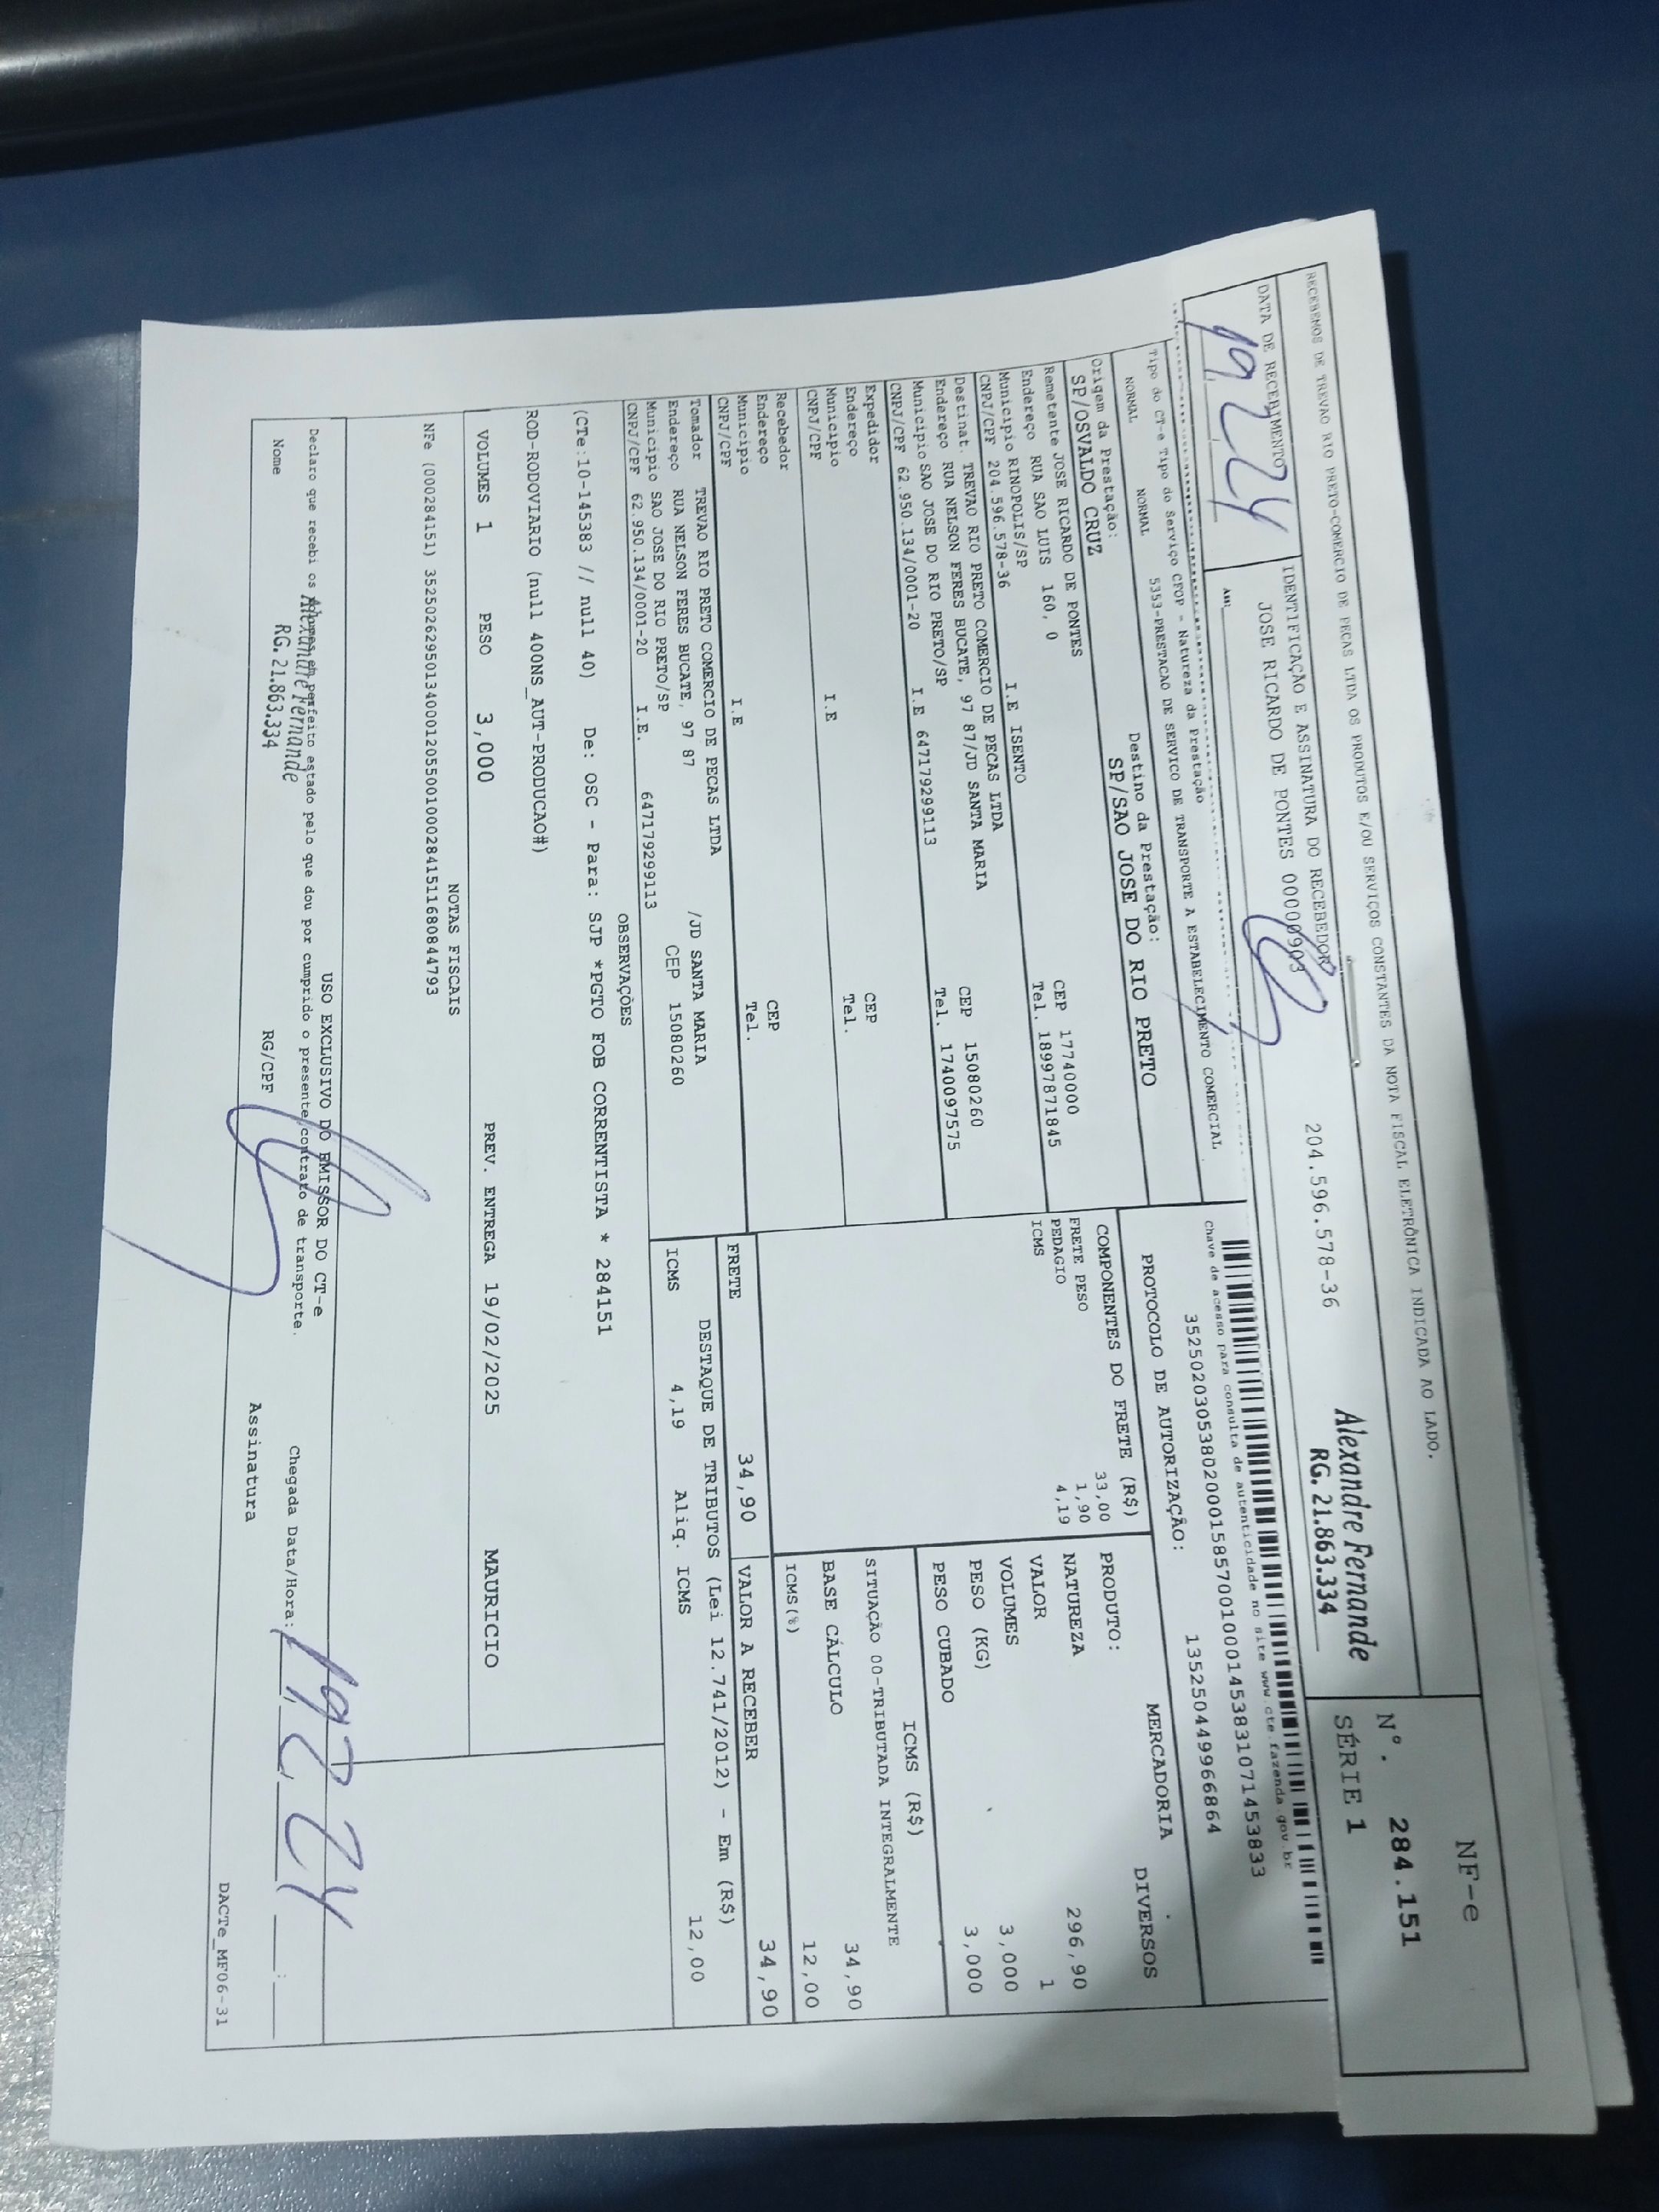 RECEBEMOS DE TREVAO RIO PRETO-COMERCIO DE PECAS LTDA OS PRODUTOS E/OU SERVIÇOS CONSTANTES DA NOTA FISCAL ELETRÔNICA INDICADA AO LADO.
NF-e
Nº. 284.151
SÉRIE 1
DATA DE RECEBIMENTO
IDENTIFICAÇÃO E ASSINATURA DO RECEBEDOR
JOSE RICARDO DE PONTES 00000903 204.596.578-36
Alexandre Fernande
RG. 21.863.334
Tipo do CT-e Tipo do Serviço CFOP - Natureza da Prestação
NORMAL NORMAL 5353-PRESTACAO DE SERVICO DE TRANSPORTE A ESTABELECIMENTO COMERCIAL
Chave de acesso para consulta de autenticidade no site www.cte.fazenda.gov.br
PROTOCOLO DE AUTORIZAÇÃO: 135250449966864
Origem da Prestação: Destino da Prestação:
SP/OSVALDO CRUZ SP/SAO JOSE DO RIO PRETO
Remetente JOSE RICARDO DE PONTES
Endereço RUA SAO LUIS 160, 0 CEP 17740000
Município RINOPOLIS/SP Tel. 18997871845
CNPJ/CPF 204.596.578-36 I.E ISENTO
Destinat. TREVAO RIO PRETO COMERCIO DE PECAS LTDA
Endereço RUA NELSON FERES BUCATE, 97 87/JD SANTA MARIA CEP 15080260
Município SAO JOSE DO RIO PRETO/SP Tel. 1740097575
CNPJ/CPF 62.950.134/0001-20 I.E 647179299113
Expedidor
Endereço CEP
Município Tel.
CNPJ/CPF I.E
Recebedor
Endereço CEP
Município Tel.
CNPJ/CPF I.E
Tomador TREVAO RIO PRETO COMERCIO DE PECAS LTDA
Endereço RUA NELSON FERES BUCATE, 97 87 /JD SANTA MARIA
Município SAO JOSE DO RIO PRETO/SP CEP 15080260
CNPJ/CPF 62.950.134/0001-20 I.E. 647179299113
COMPONENTES DO FRETE (R$)
FRETE PESO 33,00
PEDAGIO 1,90
ICMS 4,19
MERCADORIA
PRODUTO: DIVERSOS
NATUREZA
VALOR 296,90
VOLUMES 1
PESO (KG) 3,000
PESO CUBADO 3,000
ICMS (R$)
SITUAÇÃO 00-TRIBUTADA INTEGRALMENTE
BASE CÁLCULO 34,90
ICMS(%) 12,00
FRETE 34,90 VALOR A RECEBER 34,90
DESTAQUE DE TRIBUTOS (Lei 12.741/2012) - Em (R$)
ICMS 4,19 Aliq. ICMS 12,00
OBSERVAÇÕES
(CTe:10-145383 // null 40) De: OSC - Para: SJP *PGTO FOB CORRENTISTA * 284151
ROD-RODOVIARIO (null 400NS_AUT-PRODUCAO#)
VOLUMES 1 PESO 3,000 PREV. ENTREGA 19/02/2025 MAURICIO
NOTAS FISCAIS
USO EXCLUSIVO DO EMISSOR DO CT-e
Declaro que recebi os volumes em perfeito estado pelo que dou por cumprido o presente contrato de transporte.
Chegada Data/Hora:
Alexandre Fernande
RG. 21.863.334
Nome RG/CPF Assinatura
DACTe_MF06-31